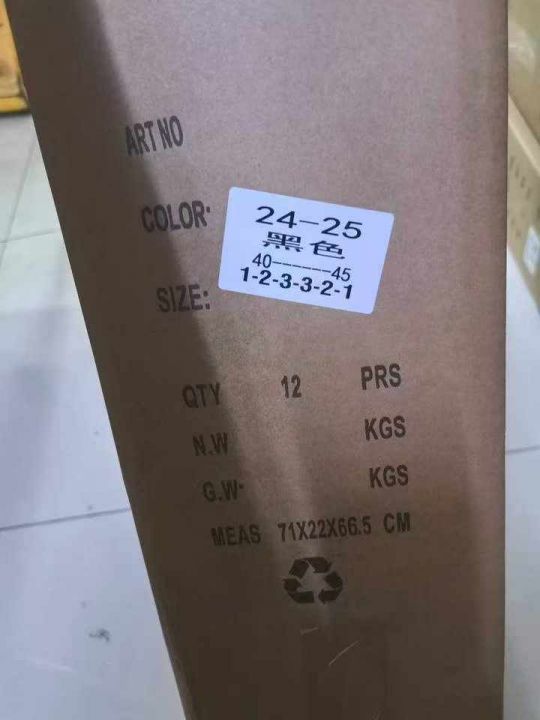 ART NO
COLOR:
24-25
黑色
40------45
1-2-3-3-2-1
SIZE:
QTY 12 PRS
N.W KGS
G.W. KGS
MEAS 71X22X66.5 CM